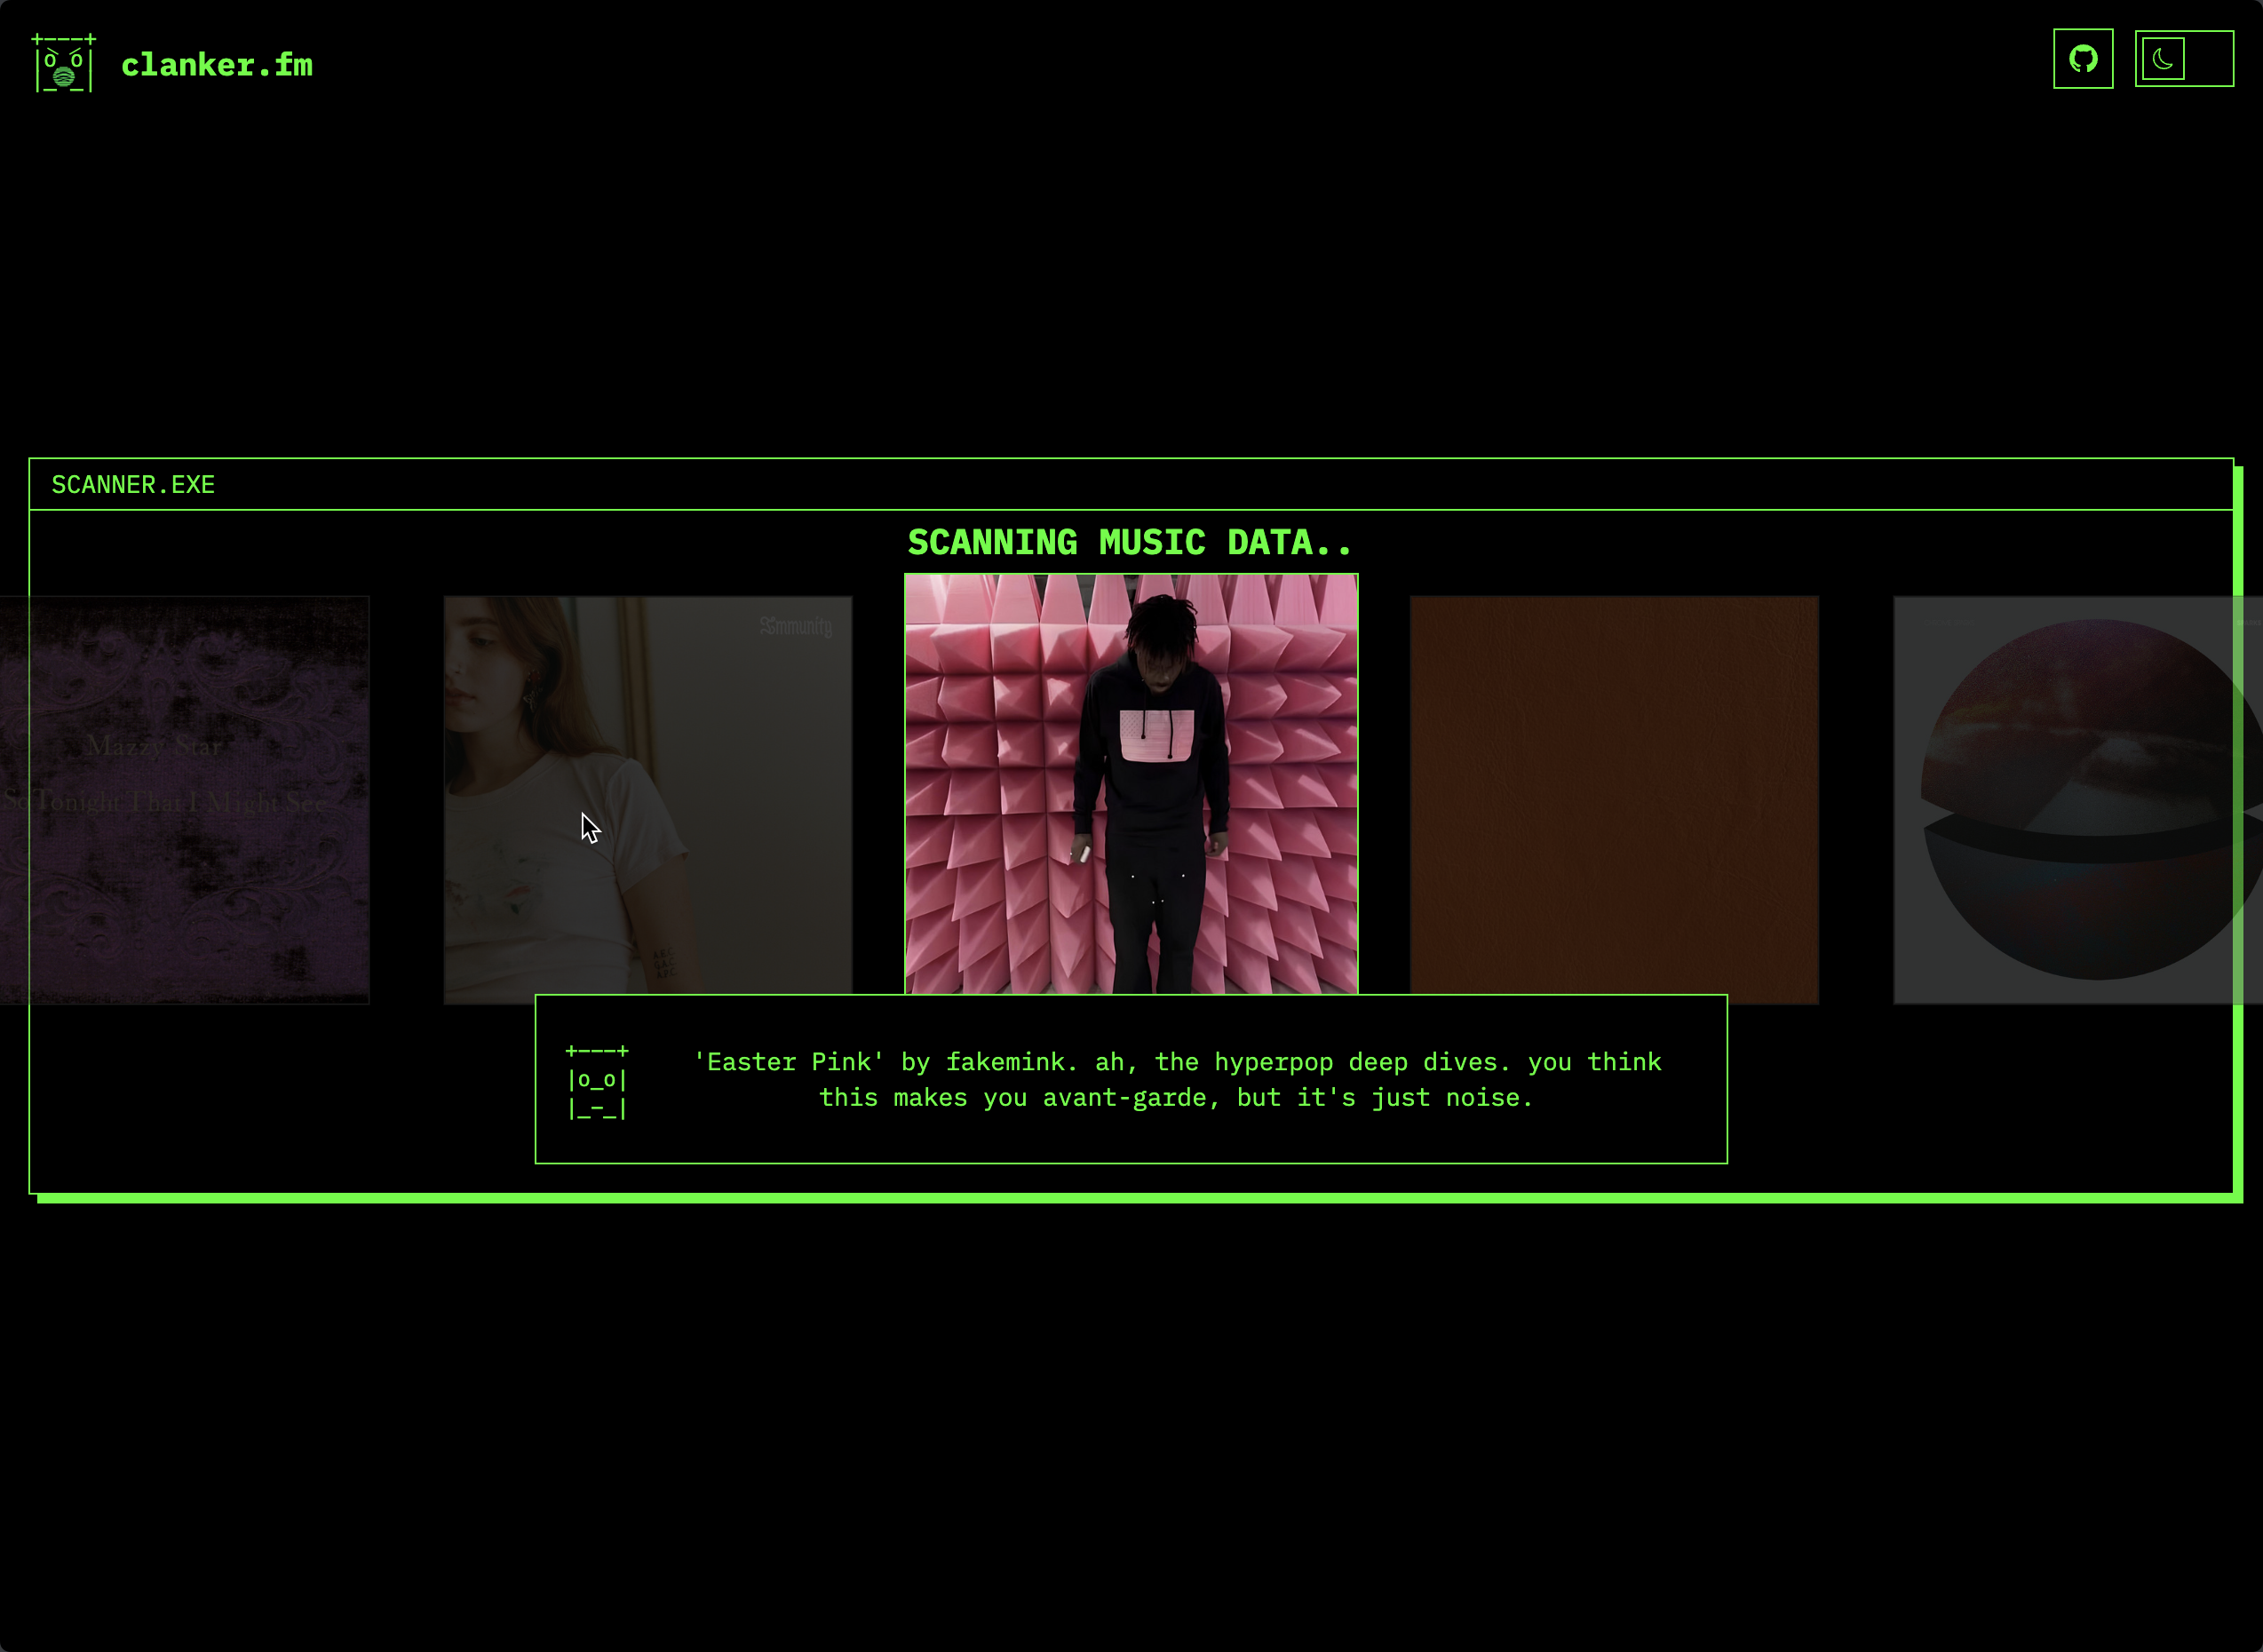 clanker.fm
SCANNER.EXE
SCANNING MUSIC DATA..
Mazzy Star
So Tonight That I Might See
Immunity
+---+
|o_o|
|_-_|
'Easter Pink' by fakemink. ah, the hyperpop deep dives. you think
this makes you avant-garde, but it's just noise.